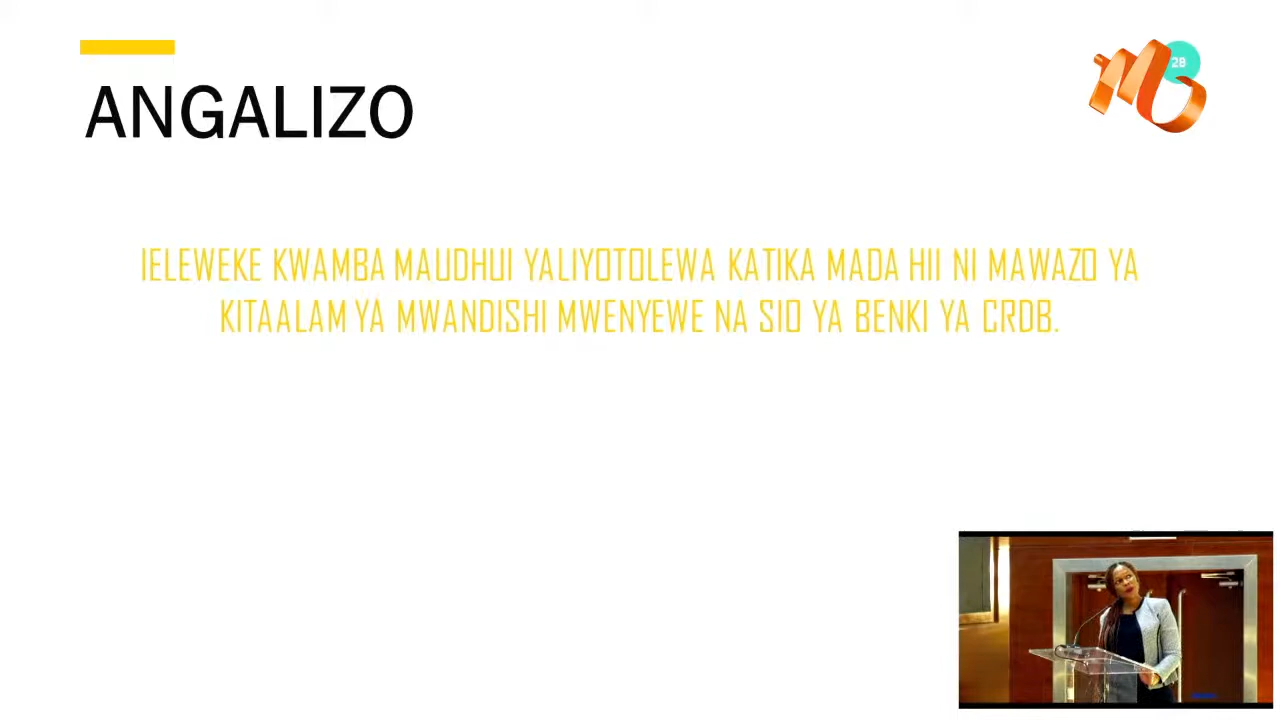 28
ANGALIZO
IELEWEKE KWAMBA MAUDHUI YALIYOTOLEWA KATIKA MADA HII NI MAWAZO YA
KITAALAM YA MWANDISHI MWENYEWE NA SIO YA BENKI YA CRDB.